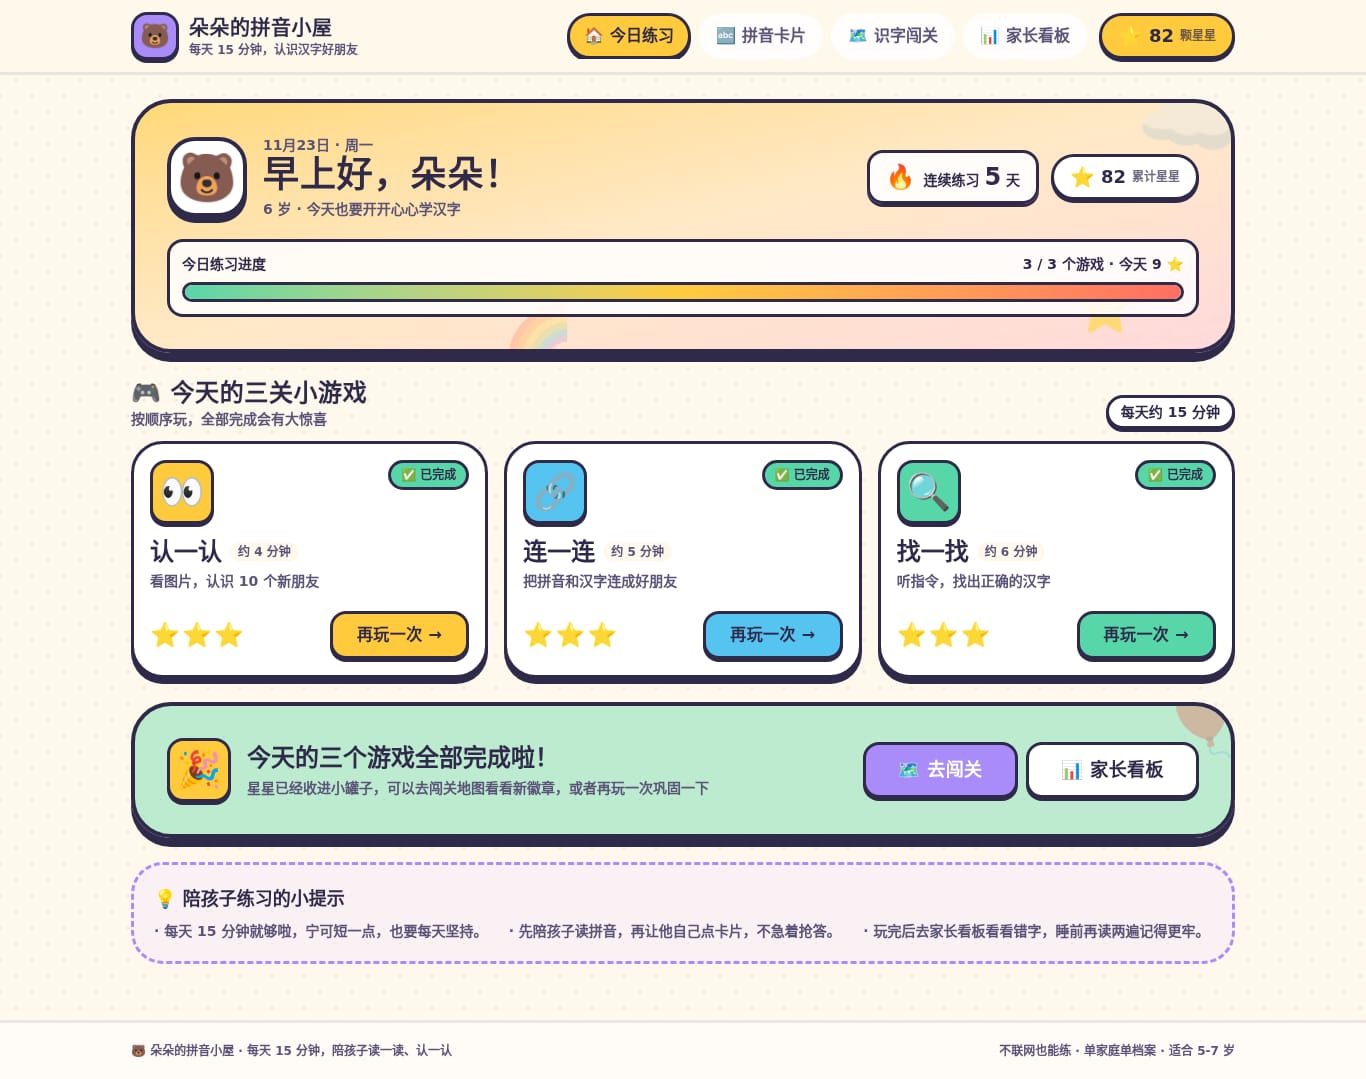 朵朵的拼音小屋
每天 15 分钟，认识汉字好朋友
🏠 今日练习
🔤 拼音卡片
🗺️ 识字闯关
📊 家长看板
⭐ 82 颗星星
11月23日 · 周一
早上好，朵朵！
6 岁 · 今天也要开开心心学汉字
🔥 连续练习 5 天
⭐ 82 累计星星
今日练习进度
3 / 3 个游戏 · 今天 9 ⭐
🎮 今天的三关小游戏
按顺序玩，全部完成会有大惊喜
每天约 15 分钟
✅ 已完成
认一认 约 4 分钟
看图片，认识 10 个新朋友
再玩一次 →
✅ 已完成
连一连 约 5 分钟
把拼音和汉字连成好朋友
再玩一次 →
✅ 已完成
找一找 约 6 分钟
听指令，找出正确的汉字
再玩一次 →
今天的三个游戏全部完成啦！
星星已经收进小罐子，可以去闯关地图看看新徽章，或者再玩一次巩固一下
🗺️ 去闯关
📊 家长看板
💡 陪孩子练习的小提示
· 每天 15 分钟就够啦，宁可短一点，也要每天坚持。
· 先陪孩子读拼音，再让他自己点卡片，不急着抢答。
· 玩完后去家长看板看看错字，睡前再读两遍记得更牢。
🐻 朵朵的拼音小屋 · 每天 15 分钟，陪孩子读一读、认一认
不联网也能练 · 单家庭单档案 · 适合 5-7 岁